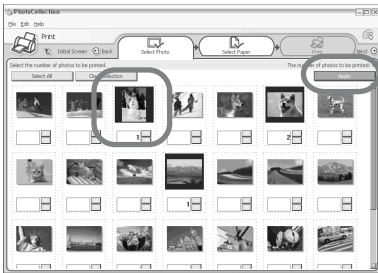 PhotoCollection
File Edit Help
Print
Initial Screen Back
Select Photo
Select Paper
Print
Next
Select the number of photos to be printed.
The number of photos to be printed:
Select All
Clear Selection
Apply
1
2
1